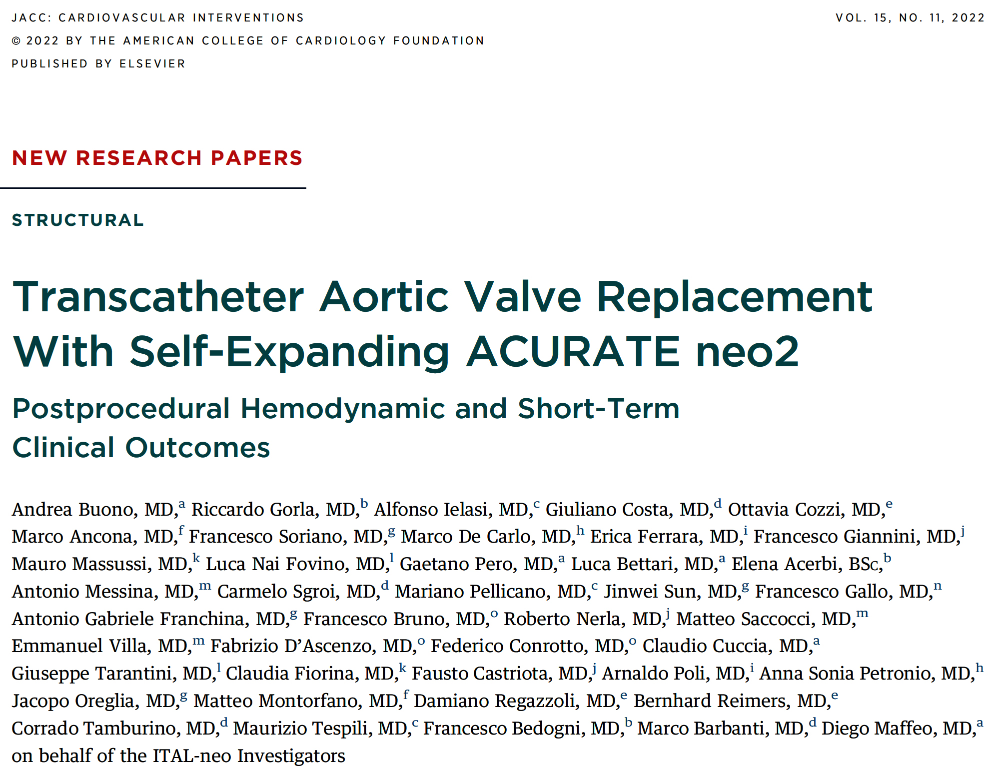 JACC: CARDIOVASCULAR INTERVENTIONS
VOL. 15, NO. 11, 2022
© 2022 BY THE AMERICAN COLLEGE OF CARDIOLOGY FOUNDATION
PUBLISHED BY ELSEVIER
NEW RESEARCH PAPERS
STRUCTURAL
Transcatheter Aortic Valve Replacement
With Self-Expanding ACURATE neo2
Postprocedural Hemodynamic and Short-Term
Clinical Outcomes
Andrea Buono, MD,a Riccardo Gorla, MD,b Alfonso Ielasi, MD,c Giuliano Costa, MD,d Ottavia Cozzi, MD,e
Marco Ancona, MD,f Francesco Soriano, MD,g Marco De Carlo, MD,h Erica Ferrara, MD,i Francesco Giannini, MD,j
Mauro Massussi, MD,k Luca Nai Fovino, MD,l Gaetano Pero, MD,a Luca Bettari, MD,a Elena Acerbi, BSc,b
Antonio Messina, MD,m Carmelo Sgroi, MD,d Mariano Pellicano, MD,c Jinwei Sun, MD,g Francesco Gallo, MD,n
Antonio Gabriele Franchina, MD,g Francesco Bruno, MD,o Roberto Nerla, MD,j Matteo Saccocci, MD,m
Emmanuel Villa, MD,m Fabrizio D’Ascenzo, MD,o Federico Conrotto, MD,o Claudio Cuccia, MD,a
Giuseppe Tarantini, MD,l Claudia Fiorina, MD,k Fausto Castriota, MD,j Arnaldo Poli, MD,i Anna Sonia Petronio, MD,h
Jacopo Oreglia, MD,g Matteo Montorfano, MD,f Damiano Regazzoli, MD,e Bernhard Reimers, MD,e
Corrado Tamburino, MD,d Maurizio Tespili, MD,c Francesco Bedogni, MD,b Marco Barbanti, MD,d Diego Maffeo, MD,a
on behalf of the ITAL-neo Investigators